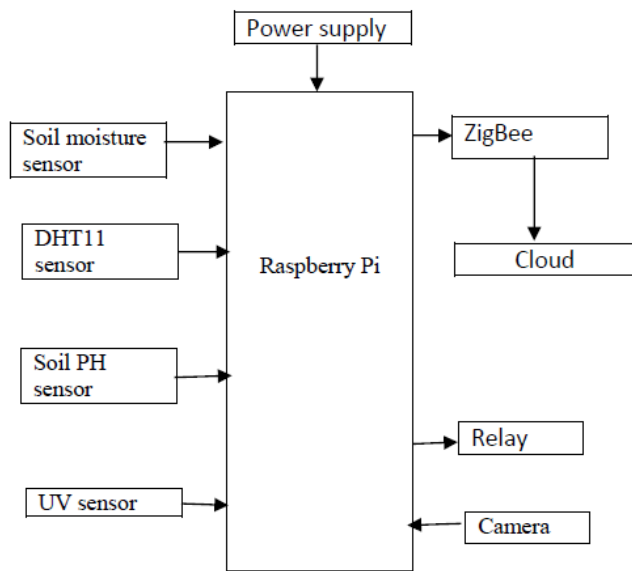 Power supply
Soil moisture
sensor
ZigBee
DHT11
sensor
Raspberry Pi
Cloud
Soil PH
sensor
Relay
UV sensor
Camera